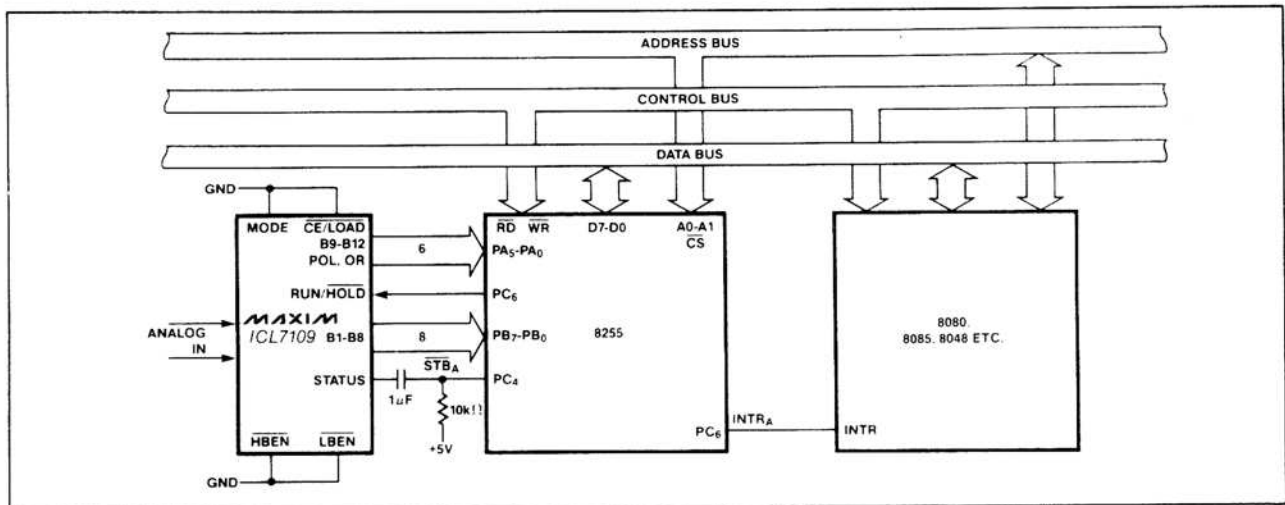 ADDRESS BUS
CONTROL BUS
DATA BUS
GND
MODE CE/LOAD
B9-B12
POL. OR
6
RUN/HOLD
MAXIM
ICL7109
ANALOG
IN
B1-B8
8
STATUS
1µF
STBA
10kΩ
+5V
HBEN LBEN
GND
RD WR D7-D0 A0-A1
CS
PA5-PA0
PC6
PB7-PB0
8255
PC4
PC6
INTRA
INTR
8080.
8085. 8048 ETC.